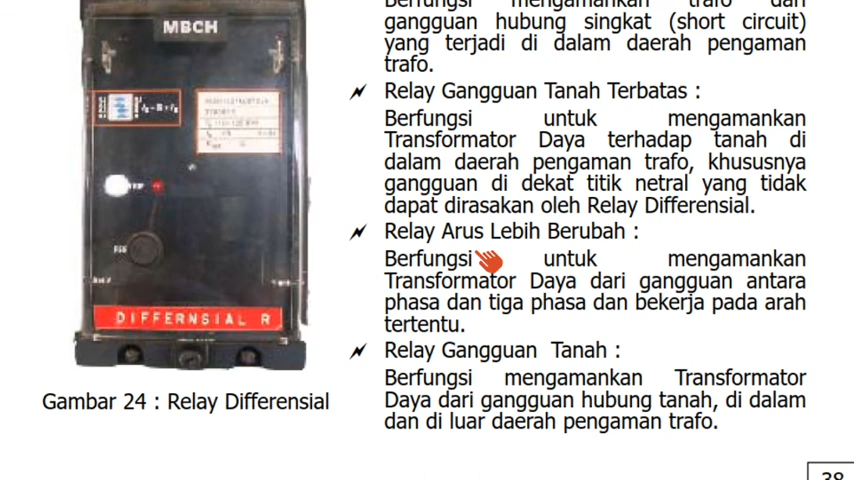 MBCH
DIFFERNSIAL R
Gambar 24 : Relay Differensial
Berfungsi mengamankan trafo dari
gangguan hubung singkat (short circuit)
yang terjadi di dalam daerah pengaman
trafo.
Relay Gangguan Tanah Terbatas :
Berfungsi untuk mengamankan
Transformator Daya terhadap tanah di
dalam daerah pengaman trafo, khususnya
gangguan di dekat titik netral yang tidak
dapat dirasakan oleh Relay Differensial.
Relay Arus Lebih Berubah :
Berfungsi untuk mengamankan
Transformator Daya dari gangguan antara
phasa dan tiga phasa dan bekerja pada arah
tertentu.
Relay Gangguan Tanah :
Berfungsi mengamankan Transformator
Daya dari gangguan hubung tanah, di dalam
dan di luar daerah pengaman trafo.
38